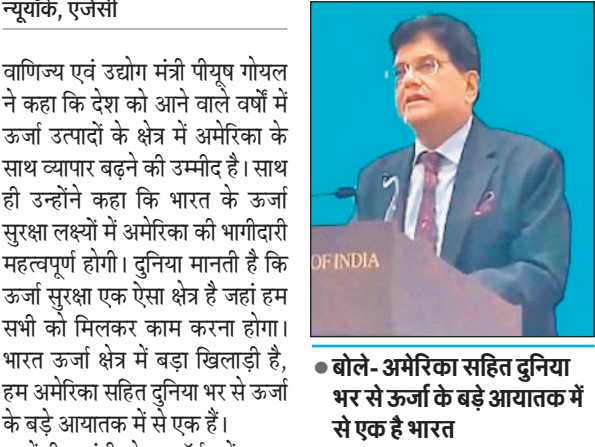 न्यूयॉर्क, एजेंसी
वाणिज्य एवं उद्योग मंत्री पीयूष गोयल
ने कहा कि देश को आने वाले वर्षों में
ऊर्जा उत्पादों के क्षेत्र में अमेरिका के
साथ व्यापार बढ़ने की उम्मीद है। साथ
ही उन्होंने कहा कि भारत के ऊर्जा
सुरक्षा लक्ष्यों में अमेरिका की भागीदारी
महत्वपूर्ण होगी। दुनिया मानती है कि
ऊर्जा सुरक्षा एक ऐसा क्षेत्र है जहां हम
सभी को मिलकर काम करना होगा।
भारत ऊर्जा क्षेत्र में बड़ा खिलाड़ी है,
हम अमेरिका सहित दुनिया भर से ऊर्जा
के बड़े आयातक में से एक हैं।
OF INDIA
● बोले- अमेरिका सहित दुनिया
भर से ऊर्जा के बड़े आयातक में
से एक है भारत